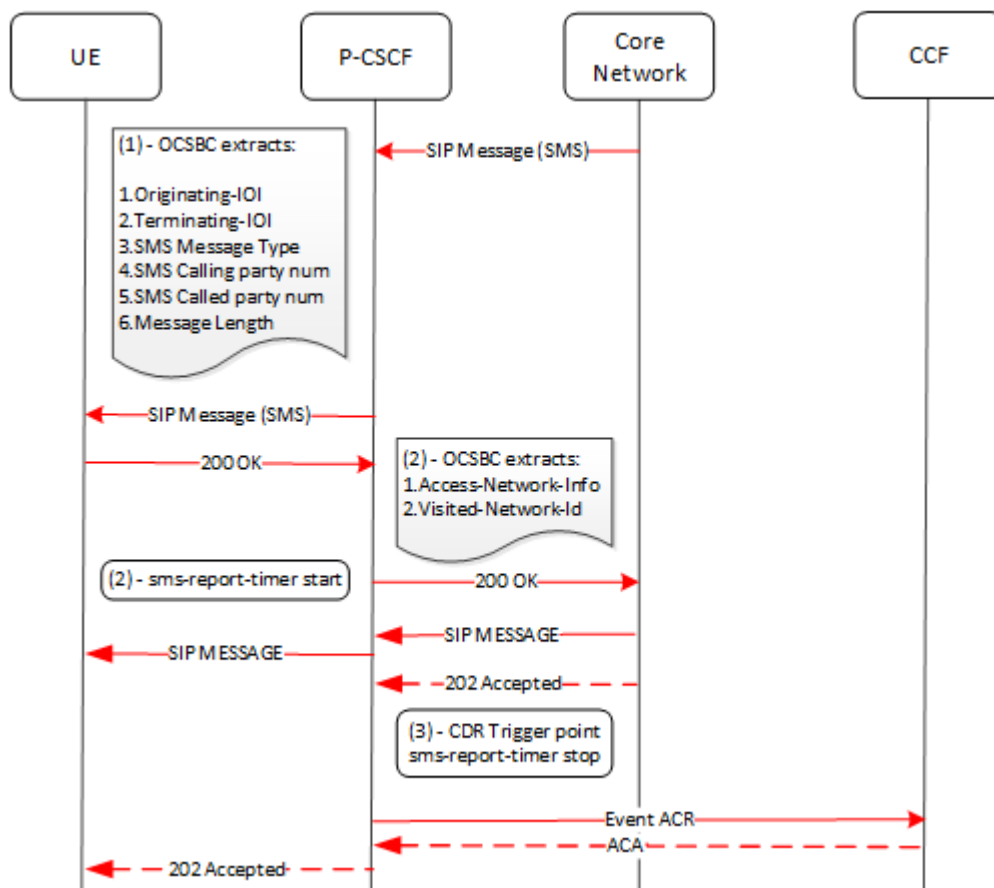 UE
P-CSCF
Core
Network
CCF
(1) - OCSBC extracts:
1.Originating-IOI
2.Terminating-IOI
3.SMS Message Type
4.SMS Calling party num
5.SMS Called party num
6.Message Length
SIP Message (SMS)
SIP Message (SMS)
200 OK
(2) - OCSBC extracts:
1.Access-Network-Info
2.Visited-Network-Id
(2) - sms-report-timer start
200 OK
SIP MESSAGE
SIP MESSAGE
202 Accepted
(3) - CDR Trigger point
sms-report-timer stop
Event ACR
ACA
202 Accepted